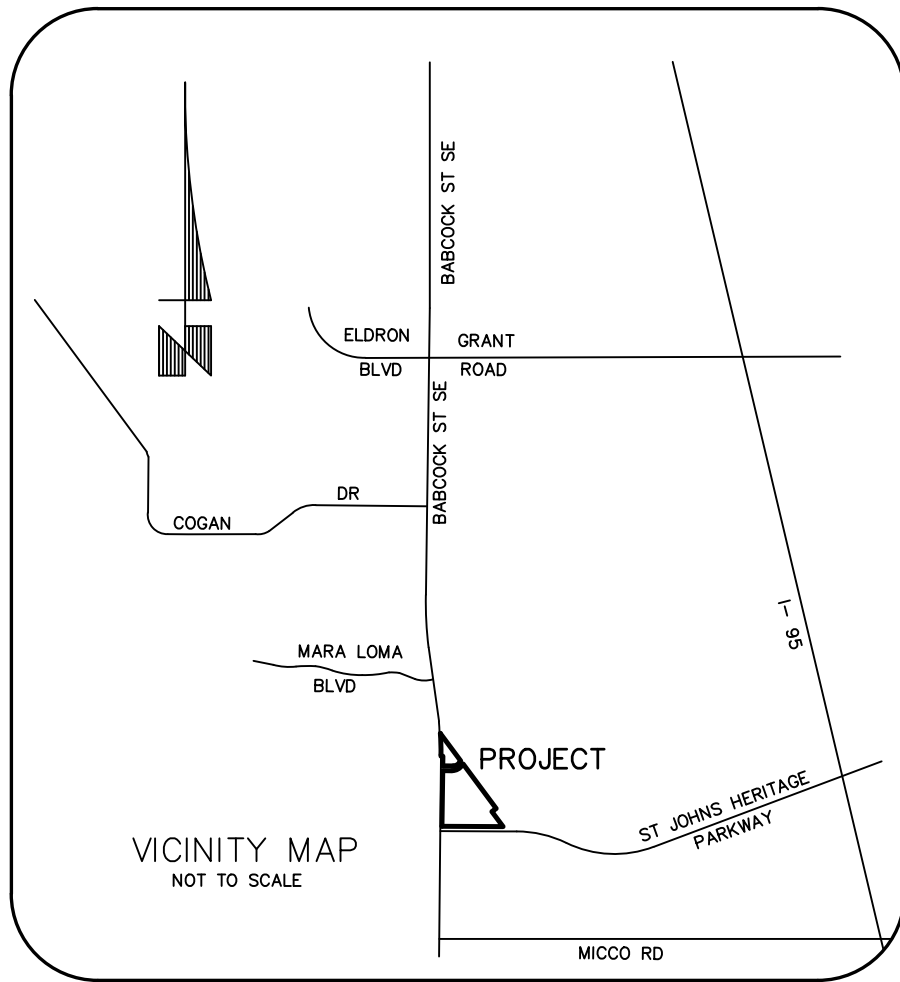 BABCOCK ST SE
ELDRON
GRANT
BLVD
ROAD
BABCOCK ST SE
DR
COGAN
I- 95
MARA LOMA
BLVD
PROJECT
ST JOHNS HERITAGE
PARKWAY
VICINITY MAP
NOT TO SCALE
MICCO RD